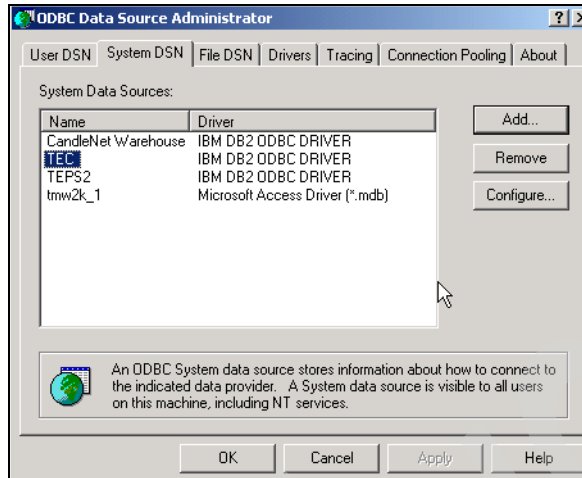 ODBC Data Source Administrator
User DSN System DSN File DSN Drivers Tracing Connection Pooling About
System Data Sources:
Name Driver
CandleNet Warehouse IBM DB2 ODBC DRIVER
TEC IBM DB2 ODBC DRIVER
TEPS2 IBM DB2 ODBC DRIVER
tmw2k_1 Microsoft Access Driver (*.mdb)
Add...
Remove
Configure...
An ODBC System data source stores information about how to connect to
the indicated data provider. A System data source is visible to all users
on this machine, including NT services.
OK Cancel Apply Help